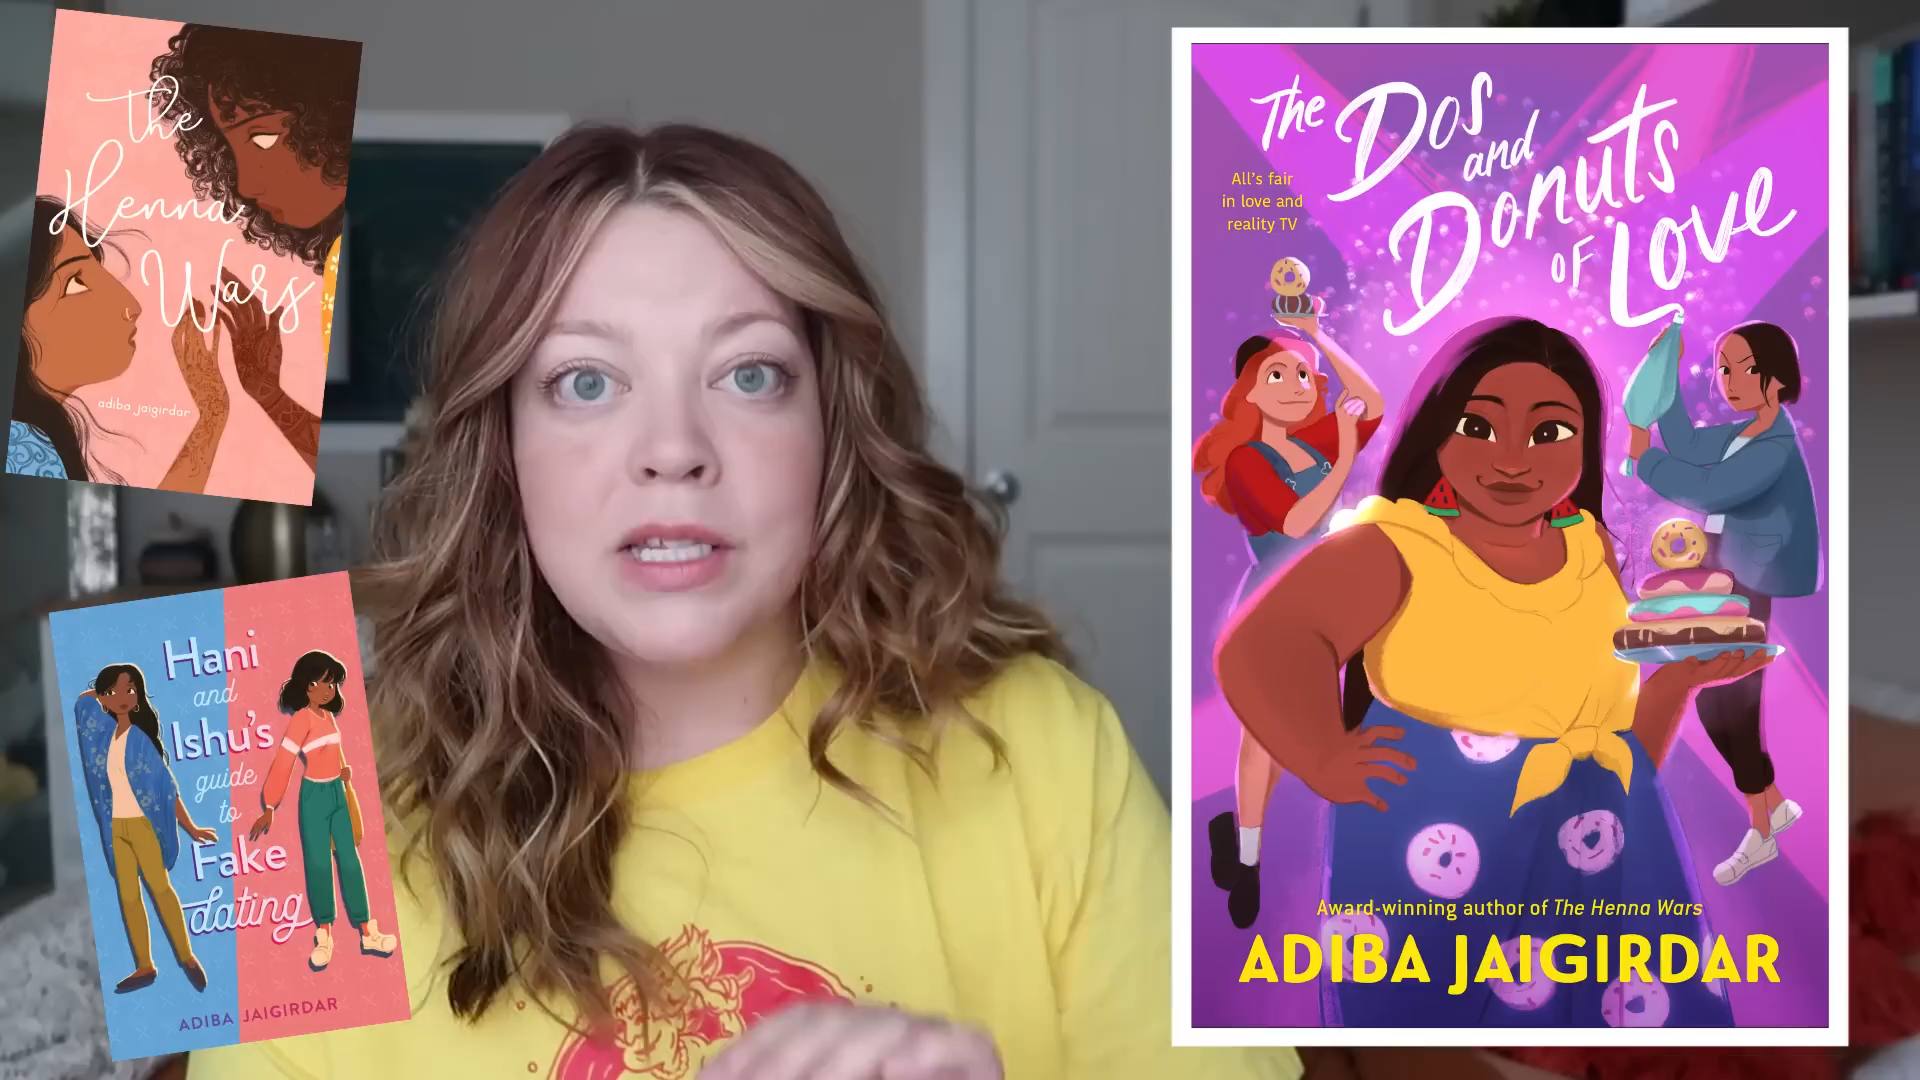 The
Henna
Wars
adiba jaigirdar
Hani
and
Ishu's
guide
to
Fake
dating
ADIBA JAIGIRDAR
The Dos
and
Donuts
of Love
All's fair
in love and
reality TV
Award-winning author of The Henna Wars
ADIBA JAIGIRDAR